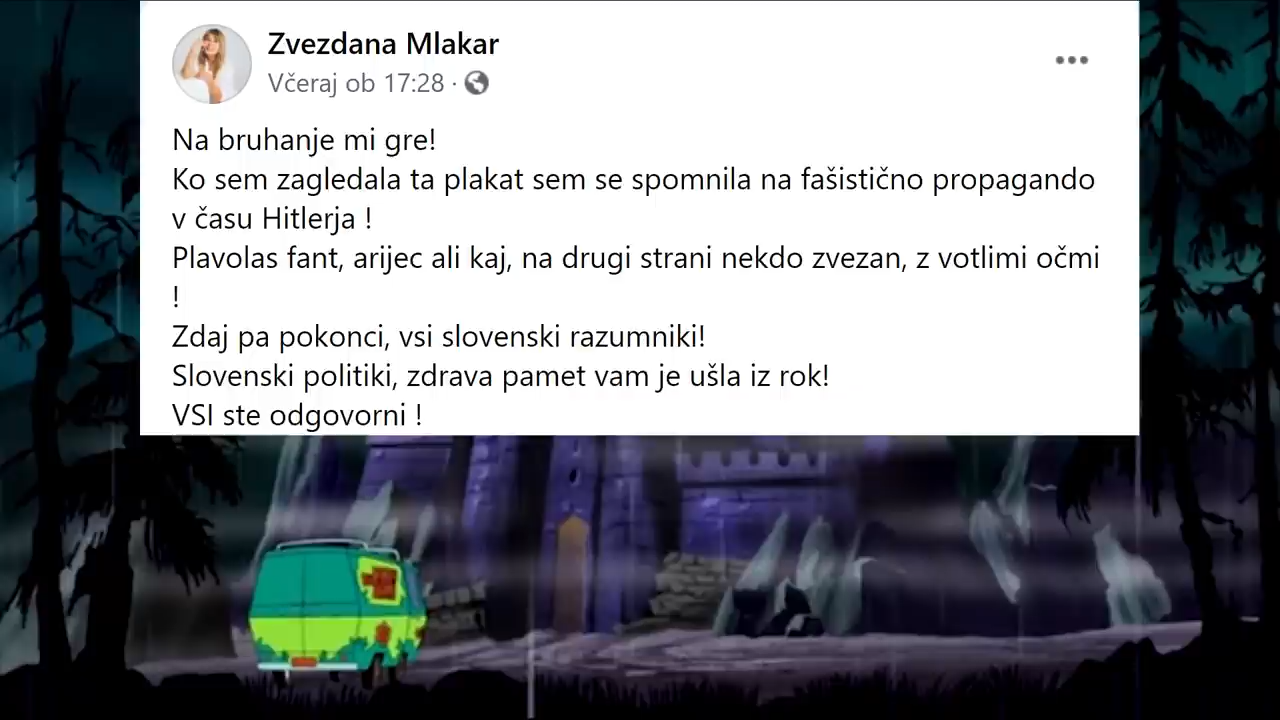 Zvezdana Mlakar
Včeraj ob 17:28 ·
Na bruhanje mi gre!
Ko sem zagledala ta plakat sem se spomnila na fašistično propagando
v času Hitlerja !
Plavolas fant, arijec ali kaj, na drugi strani nekdo zvezan, z votlimi očmi
!
Zdaj pa pokonci, vsi slovenski razumniki!
Slovenski politiki, zdrava pamet vam je ušla iz rok!
VSI ste odgovorni !